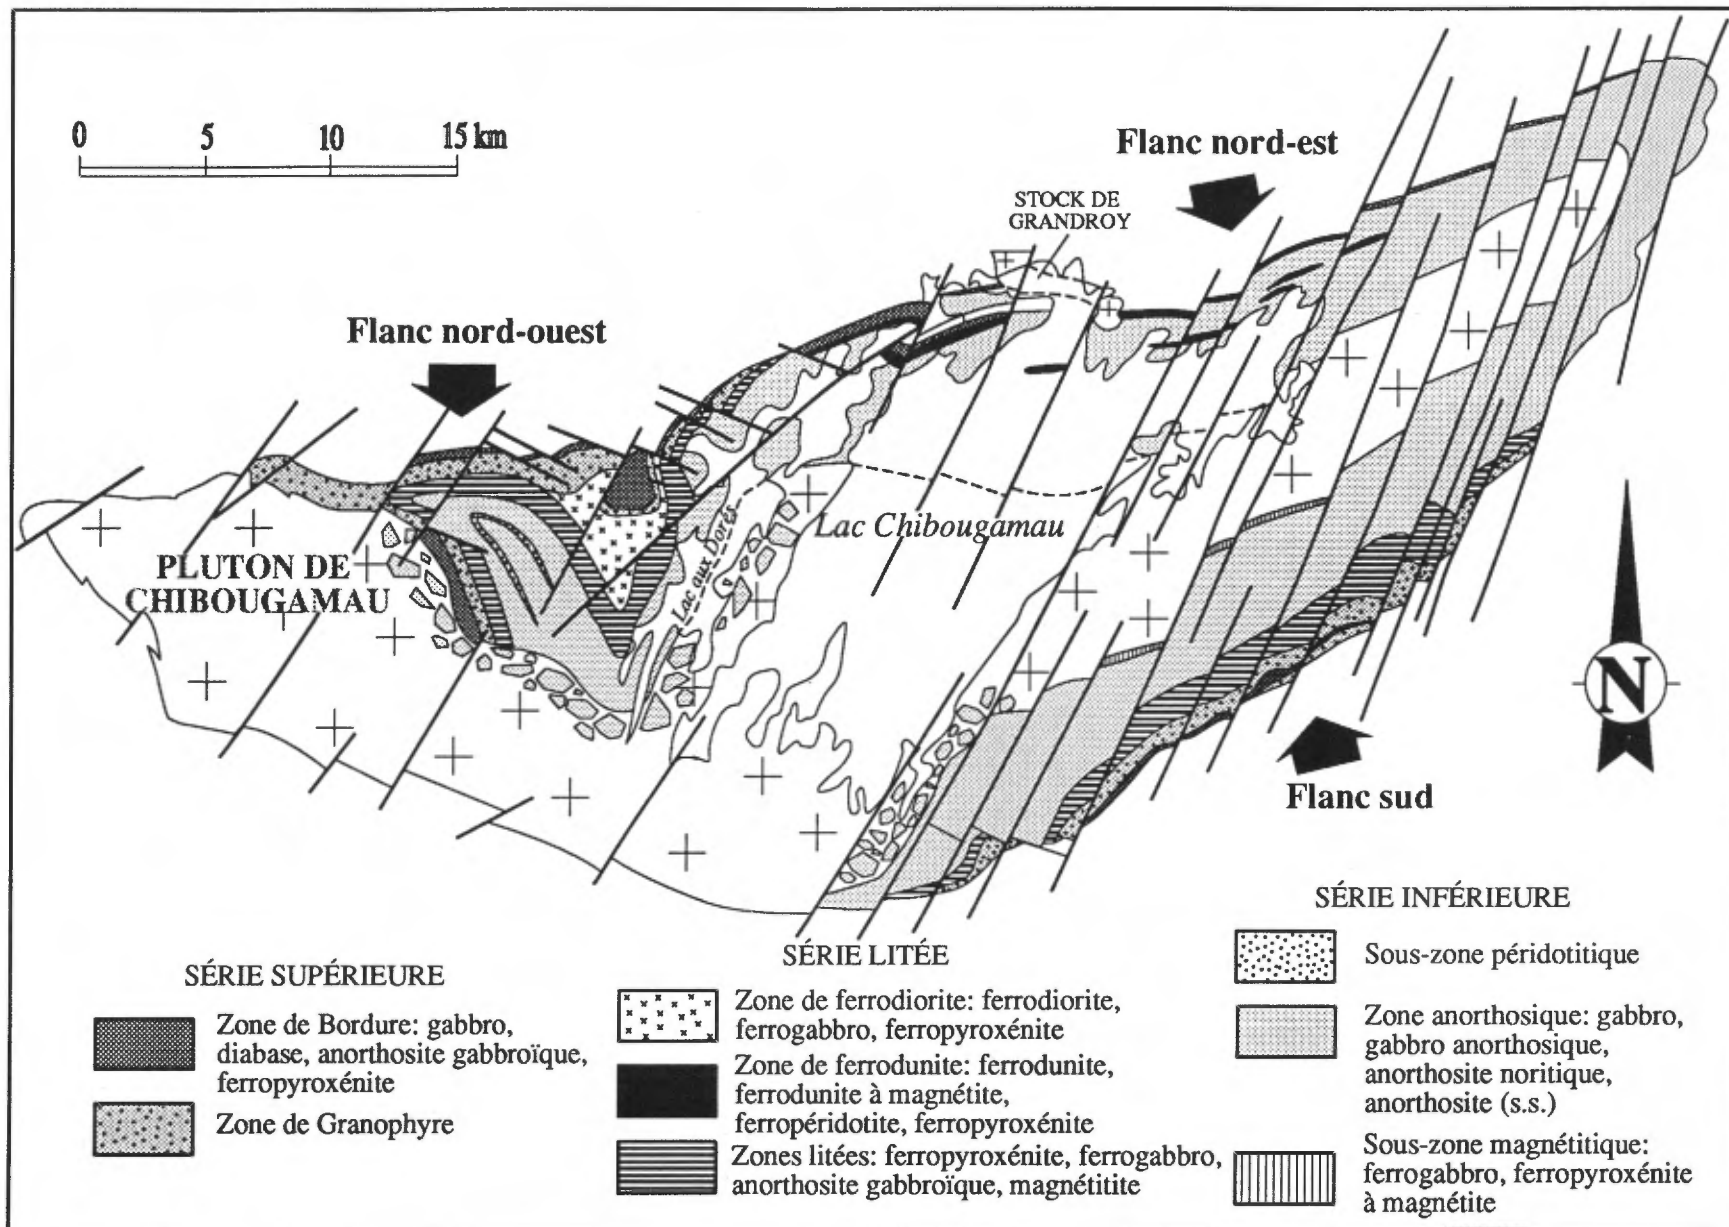 0 5 10 15 km
Flanc nord-est
STOCK DE
GRANDROY
Flanc nord-ouest
Lac Chibougamau
Lac aux Dorés
PLUTON DE
CHIBOUGAMAU
N
Flanc sud
SÉRIE SUPÉRIEURE
Zone de Bordure: gabbro,
diabase, anorthosite gabbroïque,
ferropyroxénite
Zone de Granophyre
SÉRIE LITÉE
Zone de ferrodiorite: ferrodiorite,
ferrogabbro, ferropyroxénite
Zone de ferrodunite: ferrodunite,
ferrodunite à magnétite,
ferropéridotite, ferropyroxénite
Zones litées: ferropyroxénite, ferrogabbro,
anorthosite gabbroïque, magnétitite
SÉRIE INFÉRIEURE
Sous-zone péridotitique
Zone anorthosique: gabbro,
gabbro anorthosique,
anorthosite noritique,
anorthosite (s.s.)
Sous-zone magnétitique:
ferrogabbro, ferropyroxénite
à magnétite